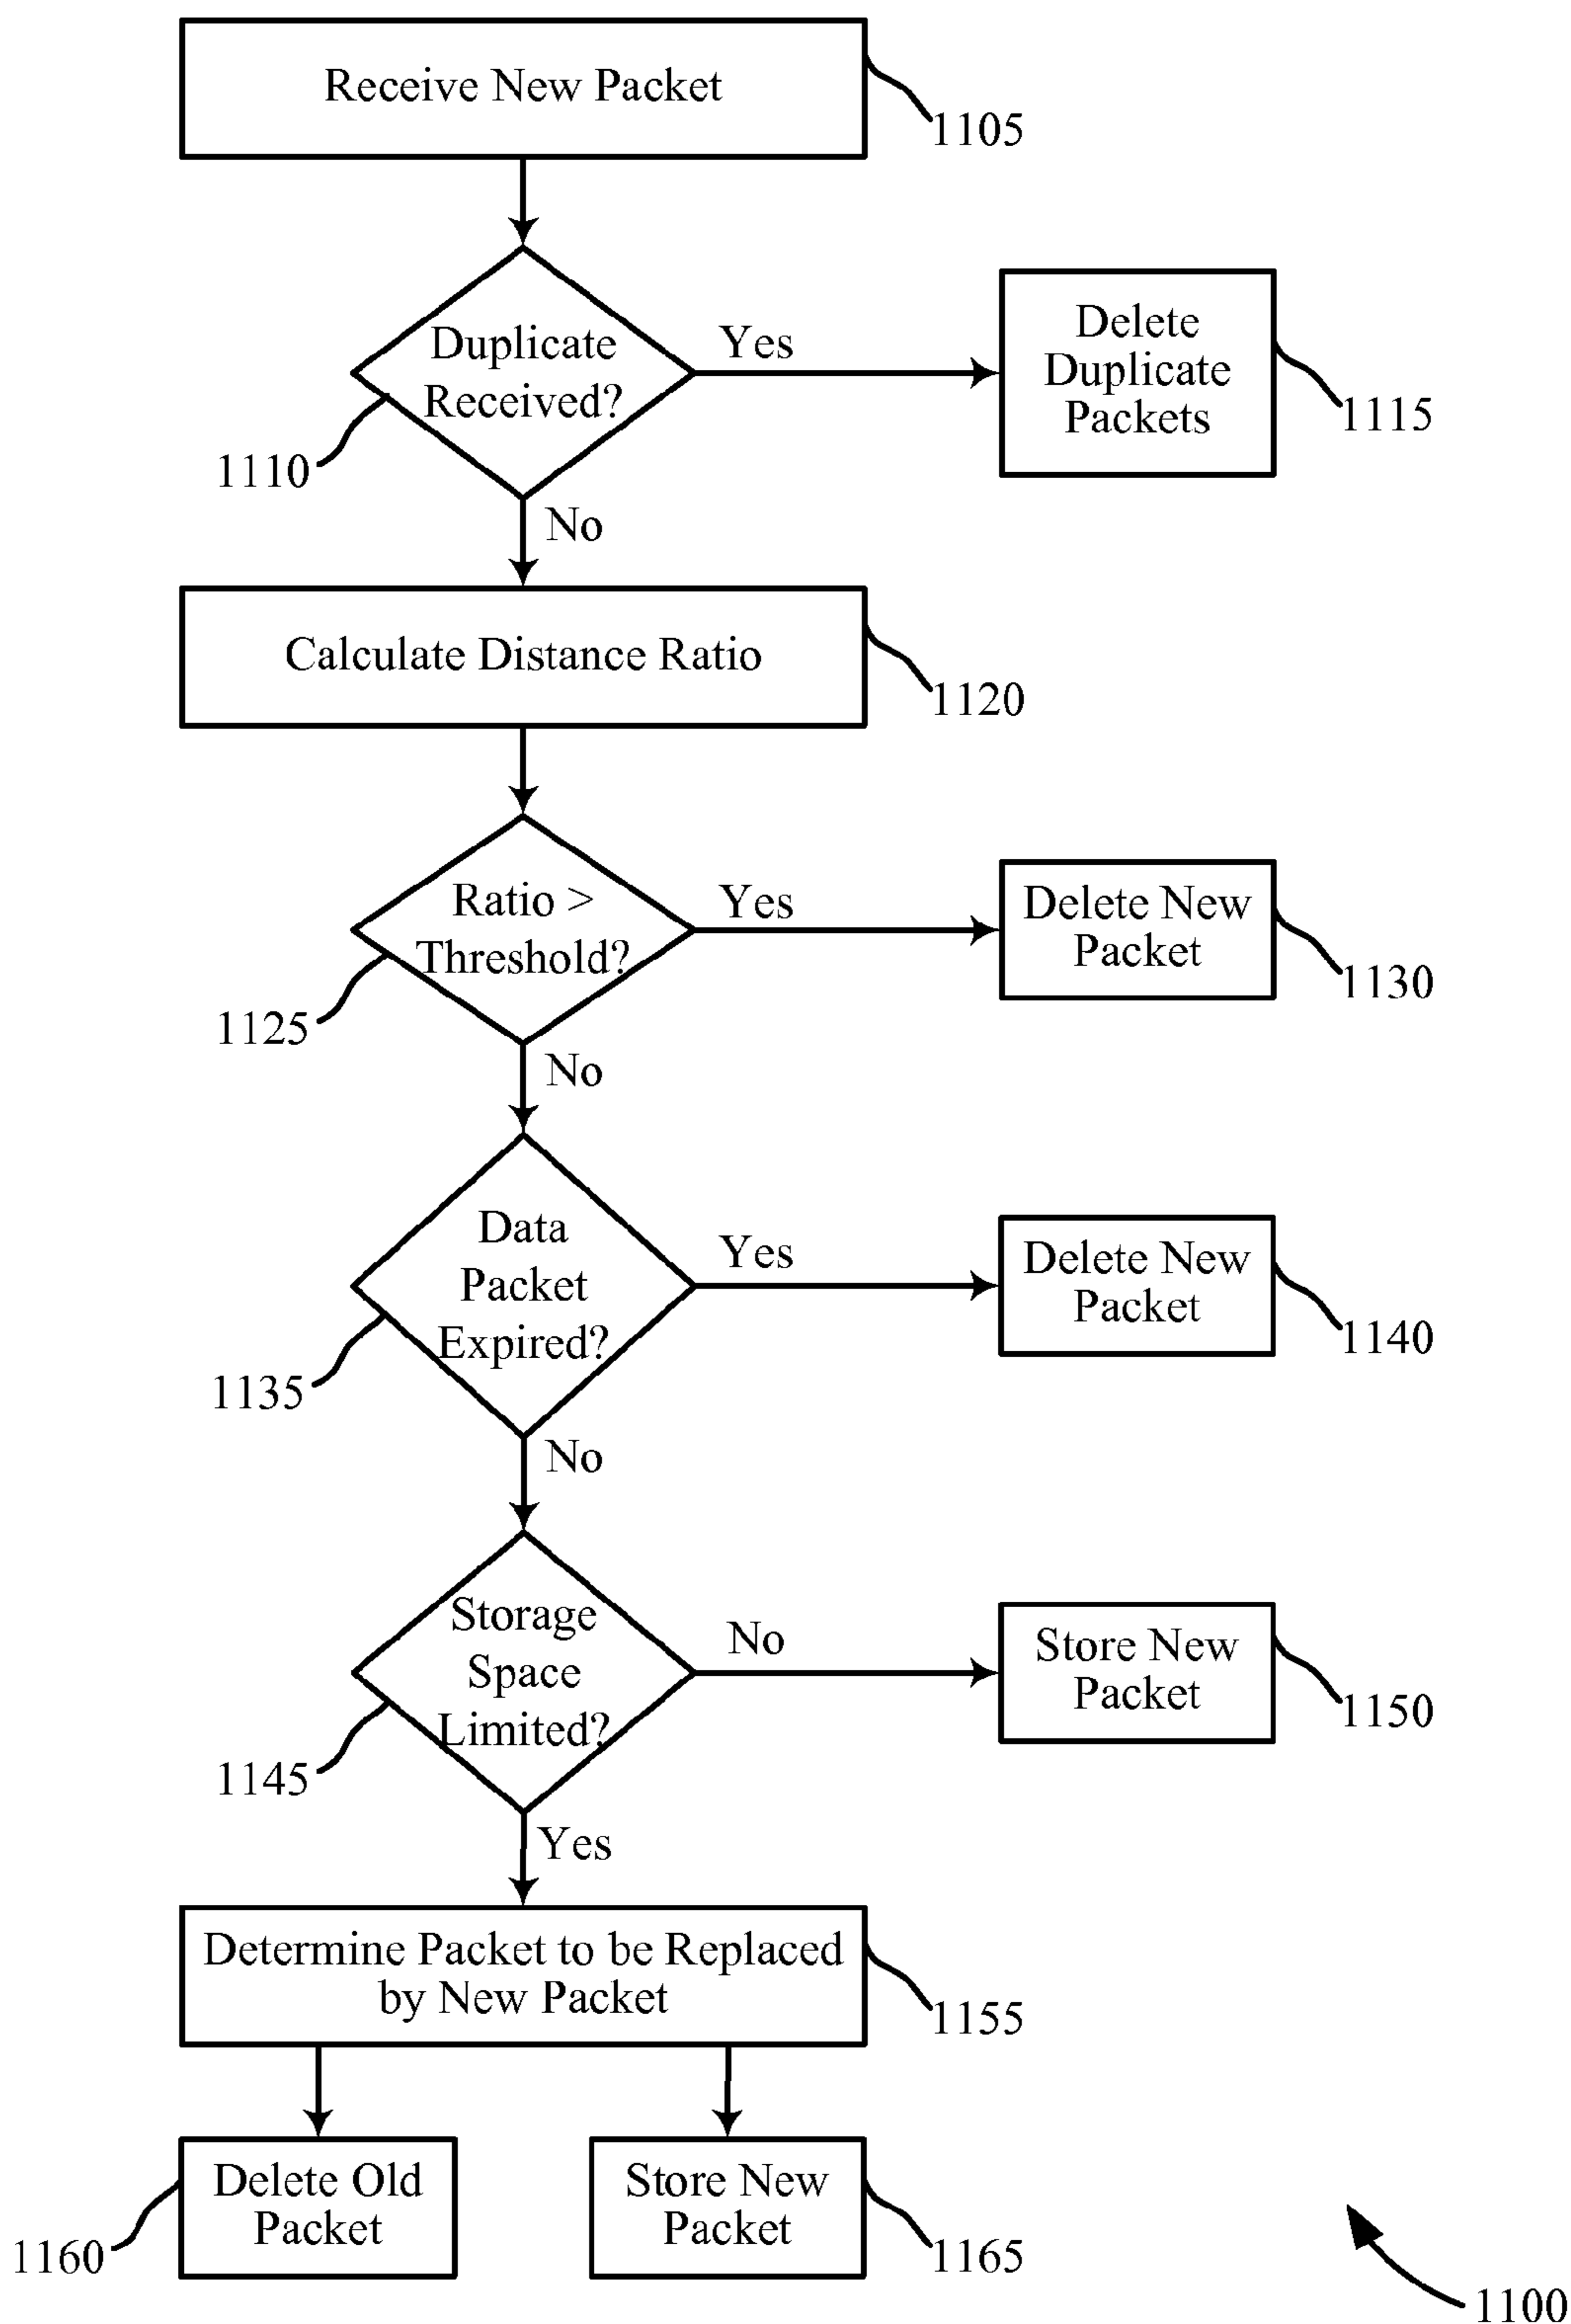 Receive New Packet
1105
Duplicate
Received?
1110
Yes
Delete
Duplicate
Packets
1115
No
Calculate Distance Ratio
1120
Ratio >
Threshold?
1125
Yes
Delete New
Packet
1130
No
Data
Packet
Expired?
1135
Yes
Delete New
Packet
1140
No
Storage
Space
Limited?
1145
No
Store New
Packet
1150
Yes
Determine Packet to be Replaced
by New Packet
1155
Delete Old
Packet
1160
Store New
Packet
1165
1100